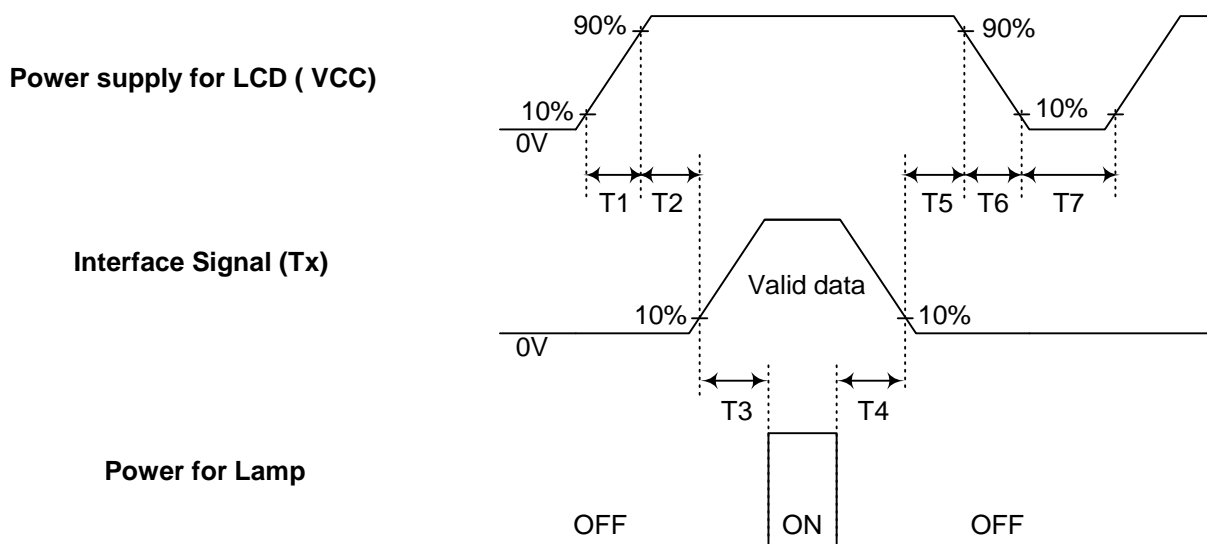 90%
90%
Power supply for LCD ( VCC)
10%
10%
0V
T1
T2
T5
T6
T7
Interface Signal (Tx)
Valid data
10%
10%
0V
T3
T4
Power for Lamp
OFF
ON
OFF